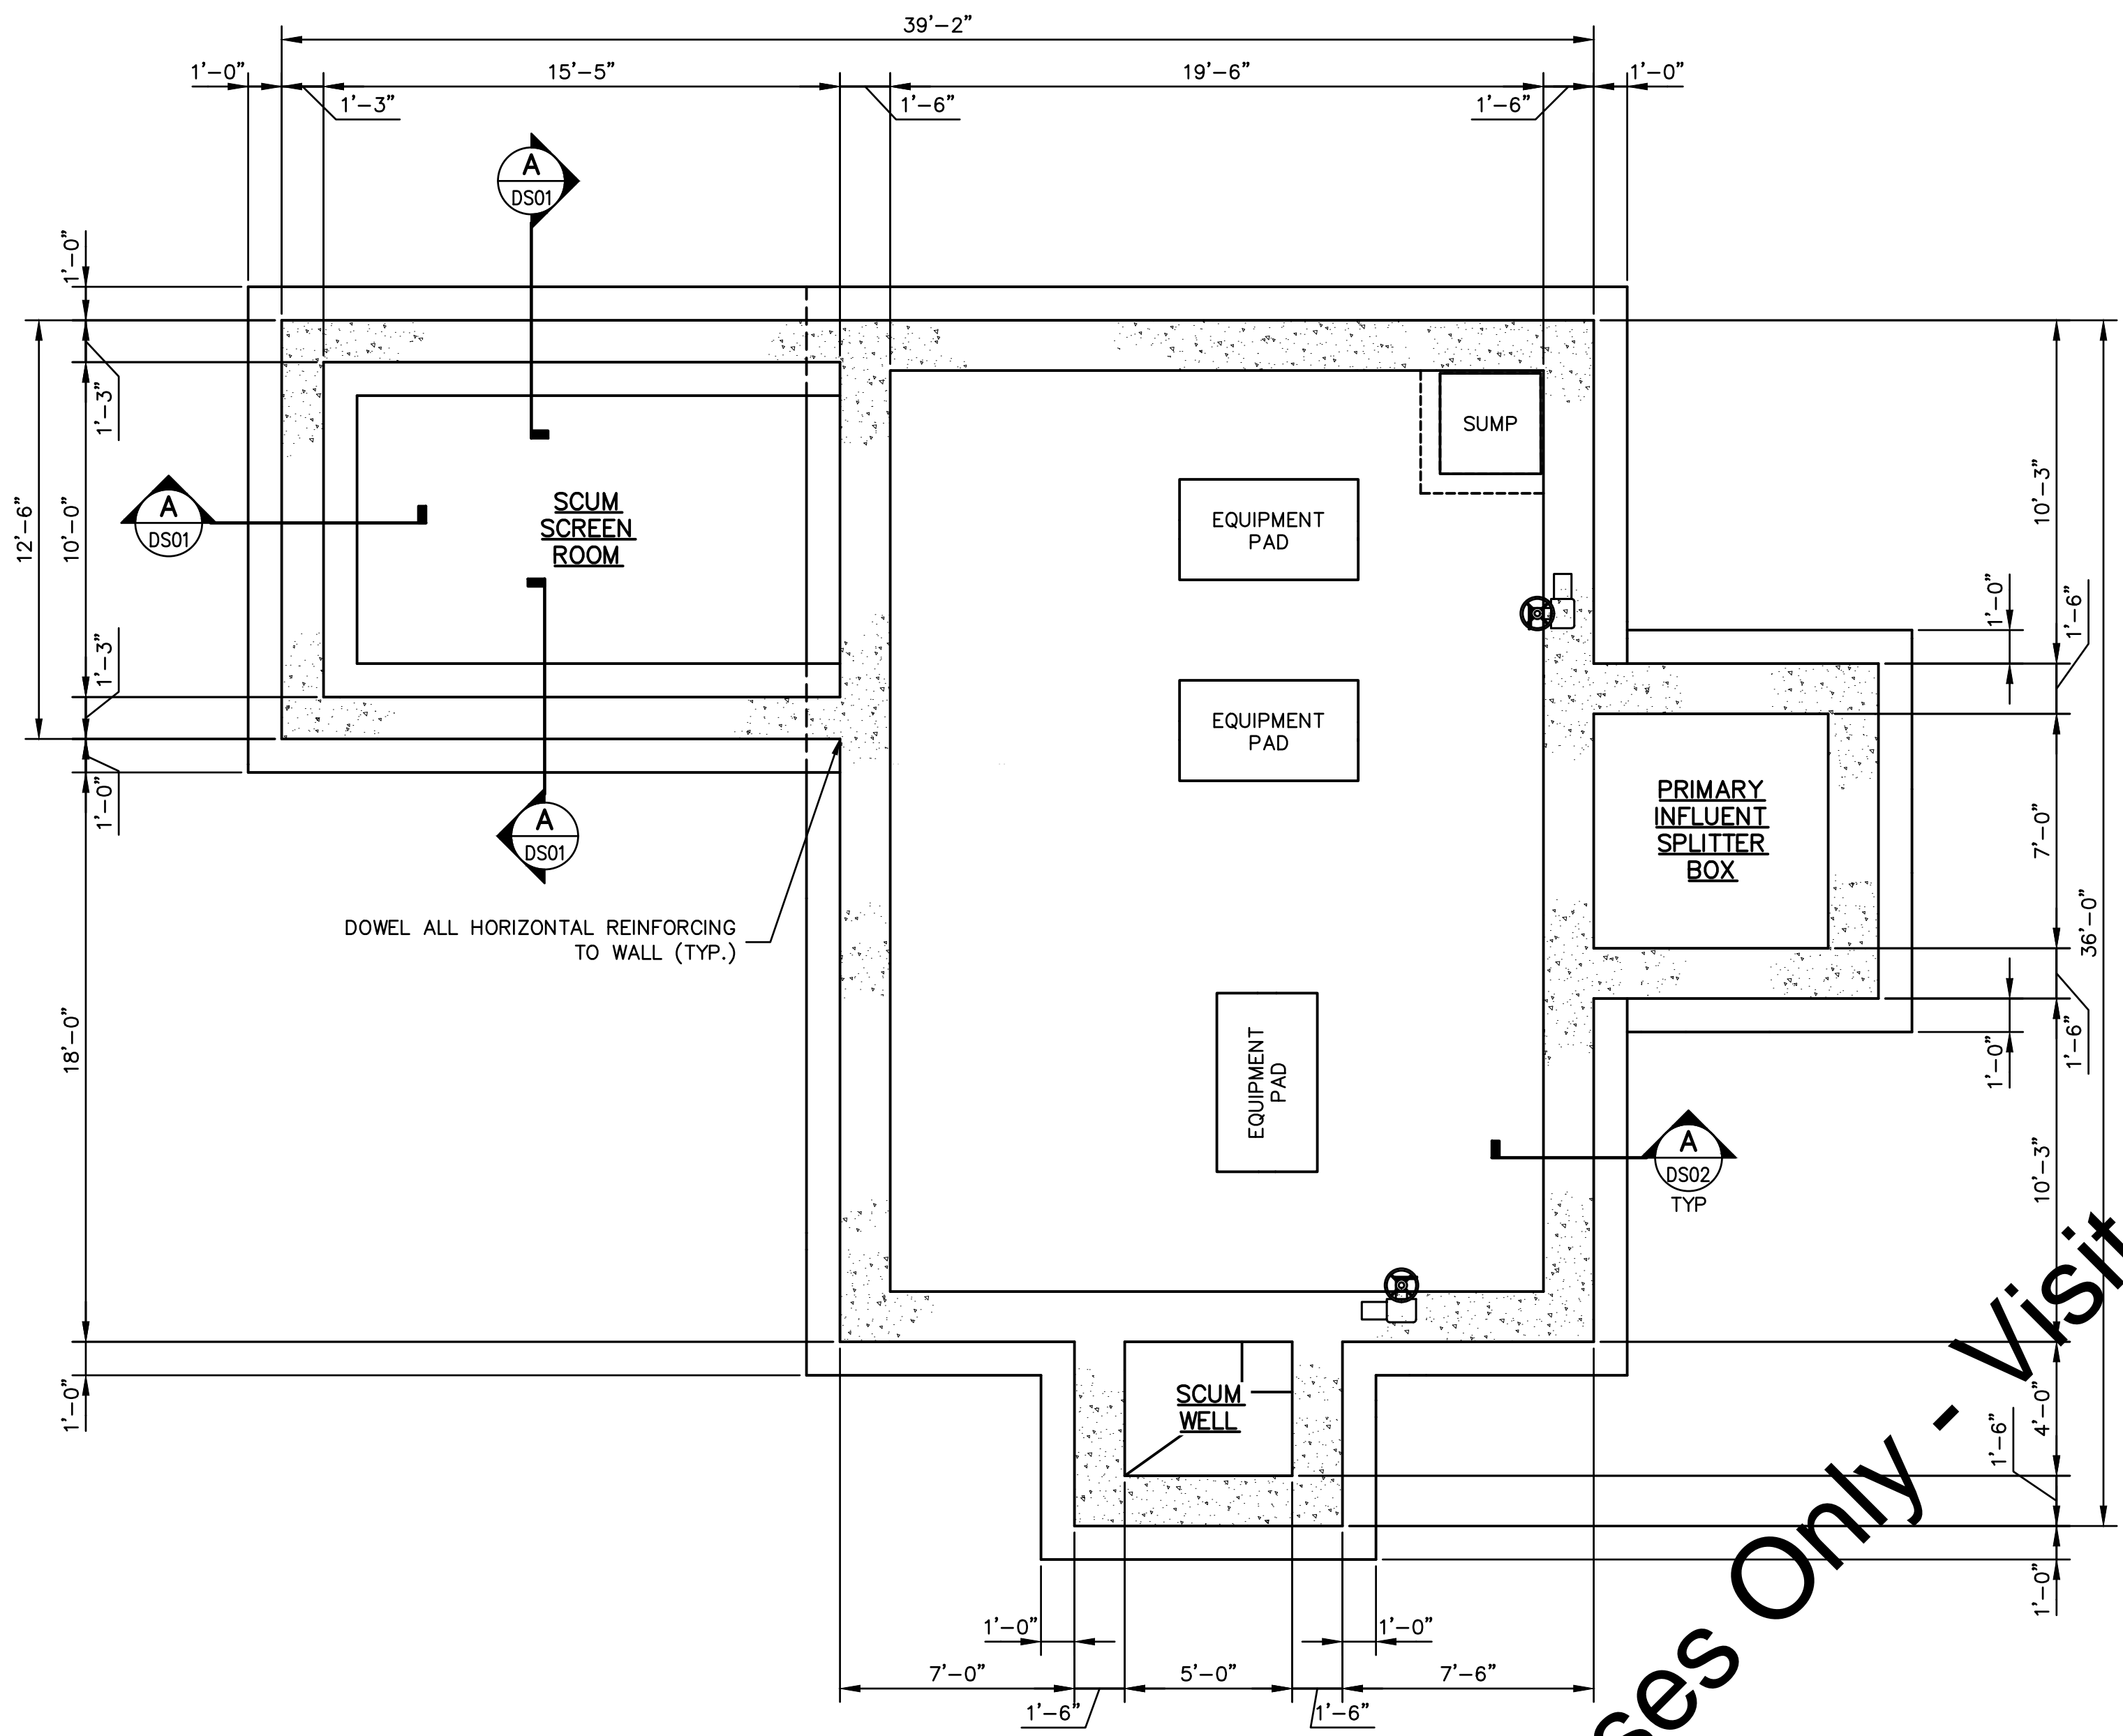 39'-2"
1'-0"
15'-5"
19'-6"
1'-0"
1'-3"
1'-6"
1'-6"
A
DS01
1'-0"
1'-3"
12'-6"
10'-0"
1'-3"
1'-0"
18'-0"
1'-0"
A
DS01
SCUM
SCREEN
ROOM
A
DS01
DOWEL ALL HORIZONTAL REINFORCING
TO WALL (TYP.)
SUMP
EQUIPMENT
PAD
EQUIPMENT
PAD
EQUIPMENT
PAD
PRIMARY
INFLUENT
SPLITTER
BOX
A
DS02
TYP
SCUM
WELL
10'-3"
1'-0"
1'-6"
7'-0"
36'-0"
1'-0"
1'-6"
10'-3"
4'-0"
1'-6"
1'-0"
1'-0"
1'-0"
7'-0"
5'-0"
7'-6"
1'-6"
1'-6"
ses Only - Visit